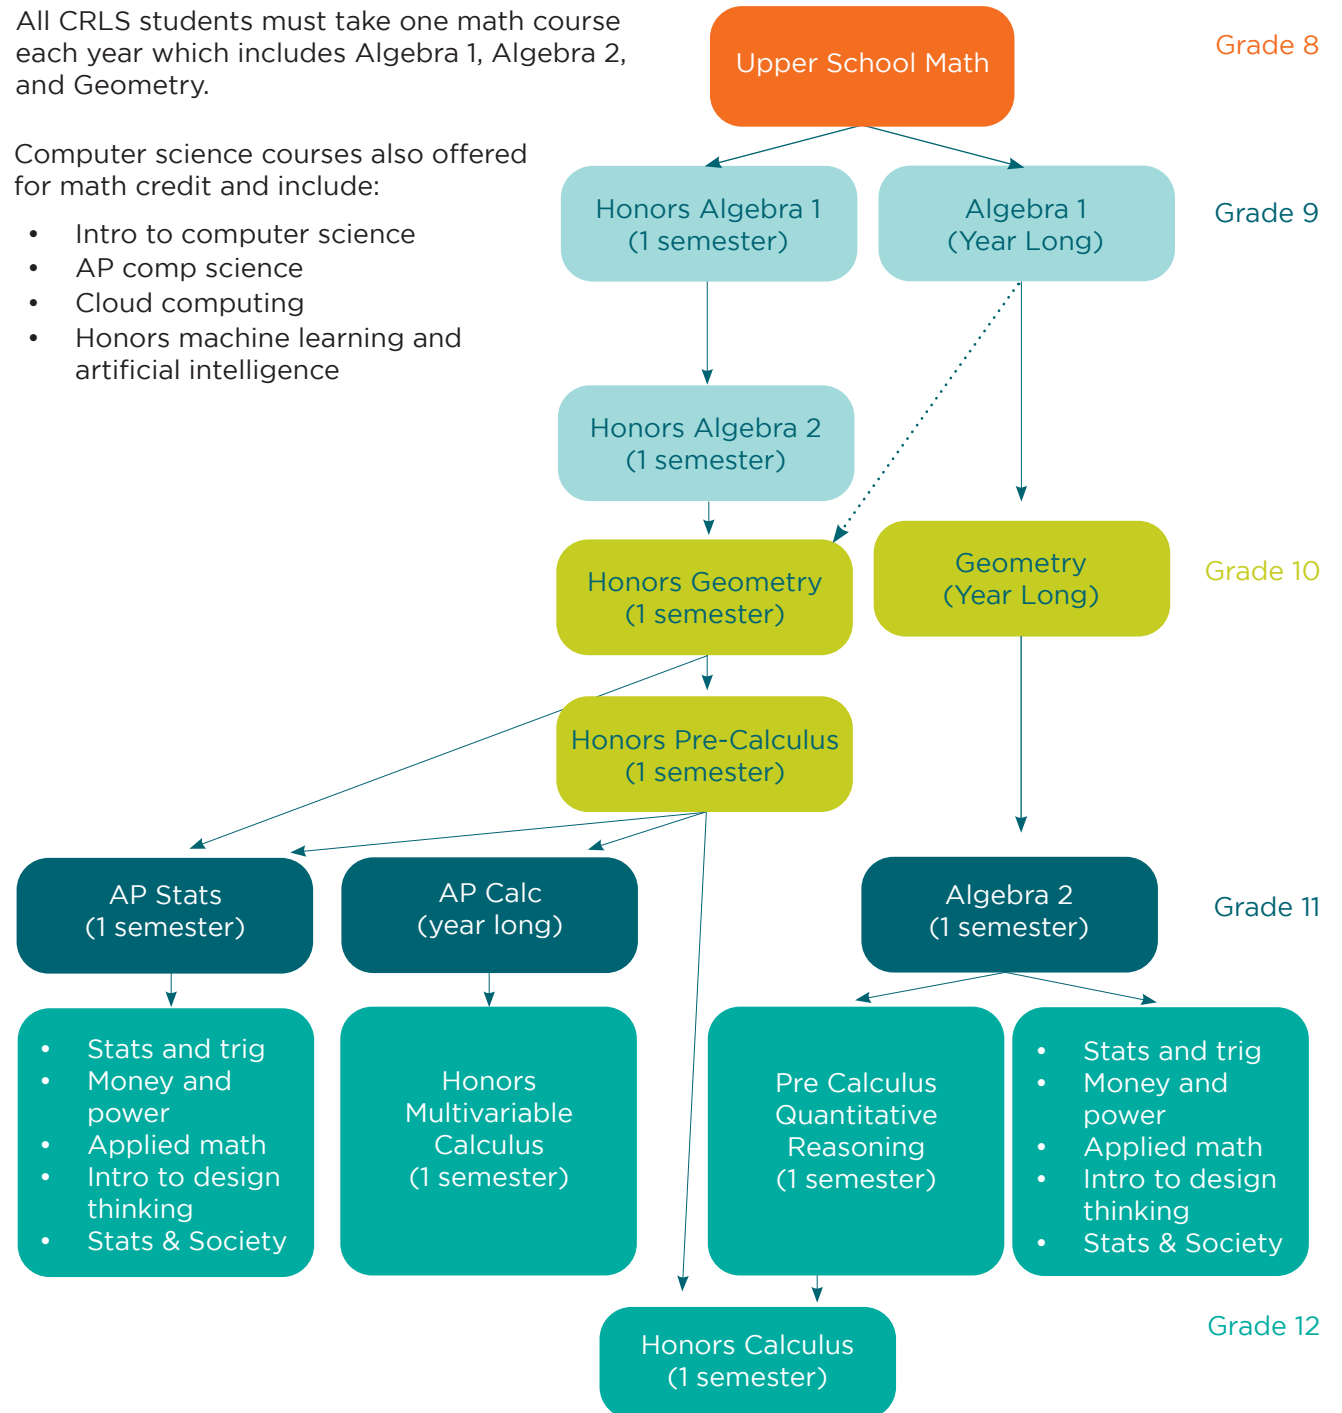 All CRLS students must take one math course
each year which includes Algebra 1, Algebra 2,
and Geometry.
Computer science courses also offered
for math credit and include:
• Intro to computer science
• AP comp science
• Cloud computing
• Honors machine learning and
artificial intelligence
Upper School Math
Grade 8
Honors Algebra 1
(1 semester)
Algebra 1
(Year Long)
Grade 9
Honors Algebra 2
(1 semester)
Honors Geometry
(1 semester)
Geometry
(Year Long)
Grade 10
Honors Pre-Calculus
(1 semester)
AP Stats
(1 semester)
AP Calc
(year long)
Algebra 2
(1 semester)
Grade 11
• Stats and trig
• Money and
power
• Applied math
• Intro to design
thinking
• Stats & Society
Honors
Multivariable
Calculus
(1 semester)
Pre Calculus
Quantitative
Reasoning
(1 semester)
• Stats and trig
• Money and
power
• Applied math
• Intro to design
thinking
• Stats & Society
Grade 12
Honors Calculus
(1 semester)